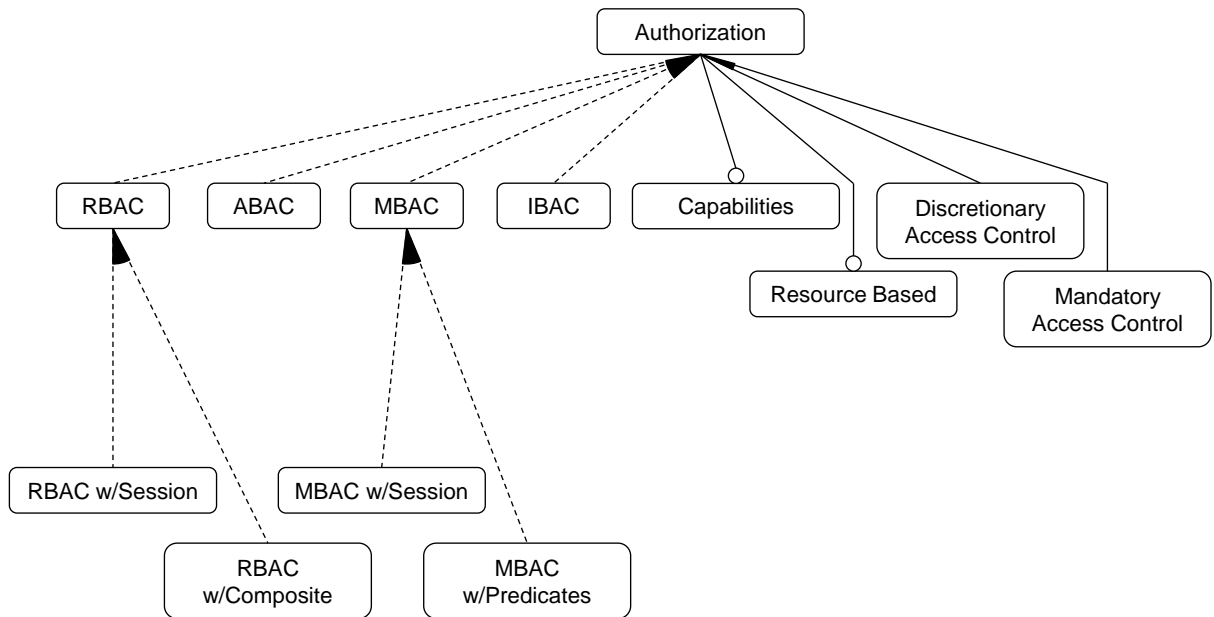 Authorization
RBAC
ABAC
MBAC
IBAC
Capabilities
Discretionary
Access Control
Resource Based
Mandatory
Access Control
RBAC w/Session
MBAC w/Session
RBAC
w/Composite
MBAC
w/Predicates